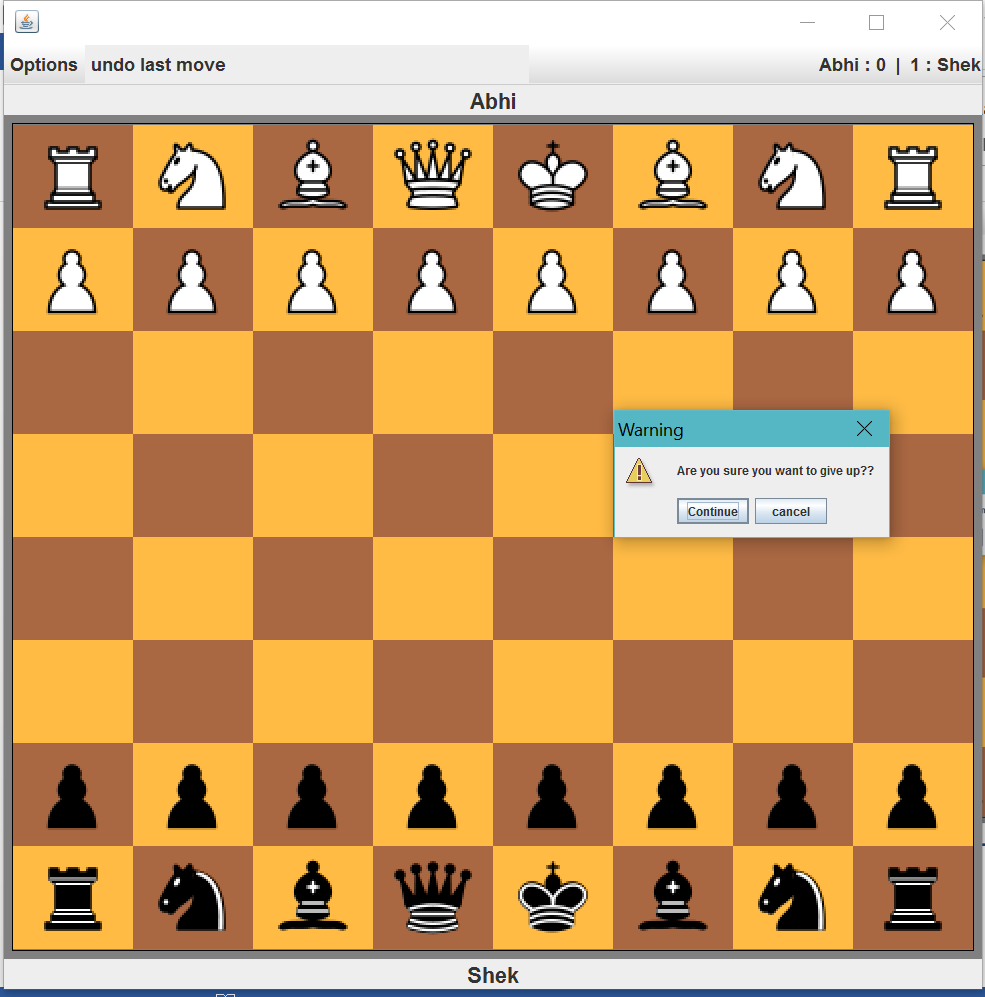 Options undo last move Abhi : 0 | 1 : Shek
Abhi
Warning
Are you sure you want to give up??
Continue cancel
Shek